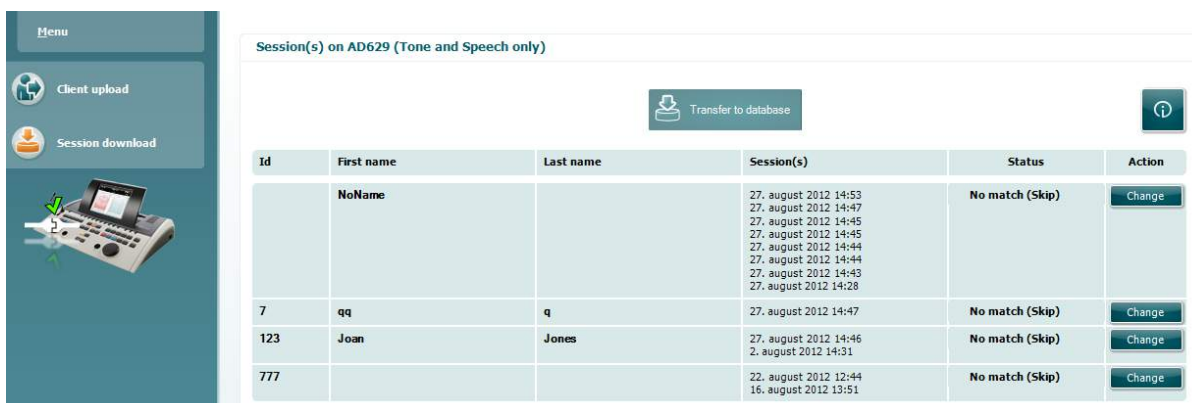 Menu
Client upload
Session download
Session(s) on AD629 (Tone and Speech only)
Transfer to database
Id First name Last name Session(s) Status Action
NoName 27. august 2012 14:53 No match (Skip) Change
27. august 2012 14:47
27. august 2012 14:45
27. august 2012 14:45
27. august 2012 14:44
27. august 2012 14:44
27. august 2012 14:43
27. august 2012 14:28
7 qq q 27. august 2012 14:47 No match (Skip) Change
123 Joan Jones 27. august 2012 14:46 No match (Skip) Change
2. august 2012 14:31
777 22. august 2012 12:44 No match (Skip) Change
16. august 2012 13:51